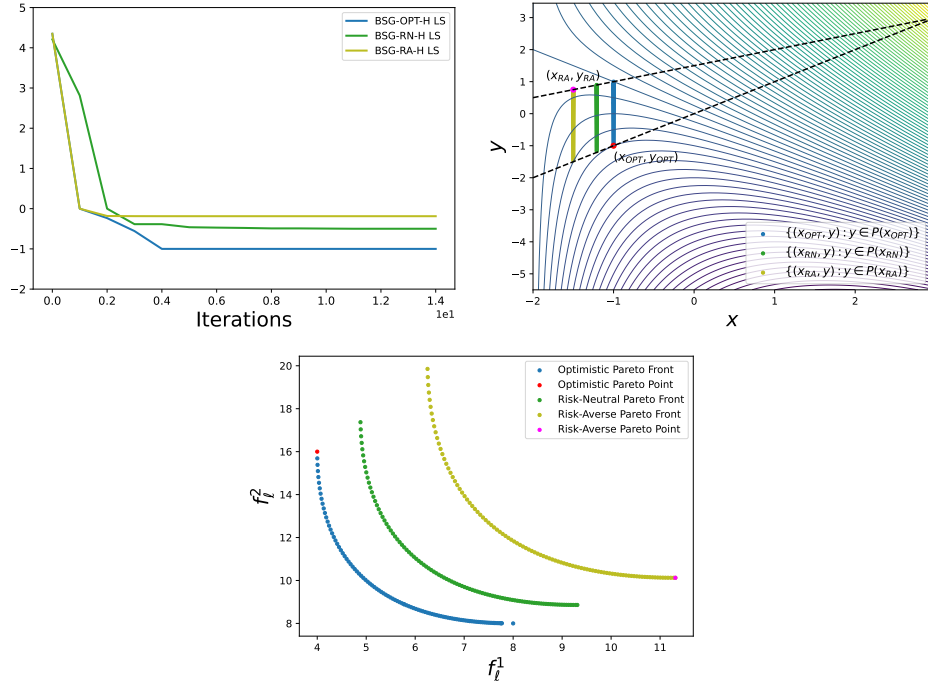 5
4
3
2
1
0
−1
−2
0.0 0.2 0.4 0.6 0.8 1.0 1.2 1.4
1e1
Iterations
BSG-OPT-H LS
BSG-RN-H LS
BSG-RA-H LS
3
2
1
0
−1
−2
−3
−4
−5
y
−2 −1 0 1 2
x
(x_RA, y_RA)
(x_OPT, y_OPT)
{(x_OPT, y) : y ∈ P(x_OPT)}
{(x_RN, y) : y ∈ P(x_RN)}
{(x_RA, y) : y ∈ P(x_RA)}
20
18
16
14
12
10
8
f_ℓ^2
4 5 6 7 8 9 10 11
f_ℓ^1
Optimistic Pareto Front
Optimistic Pareto Point
Risk-Neutral Pareto Front
Risk-Averse Pareto Front
Risk-Averse Pareto Point